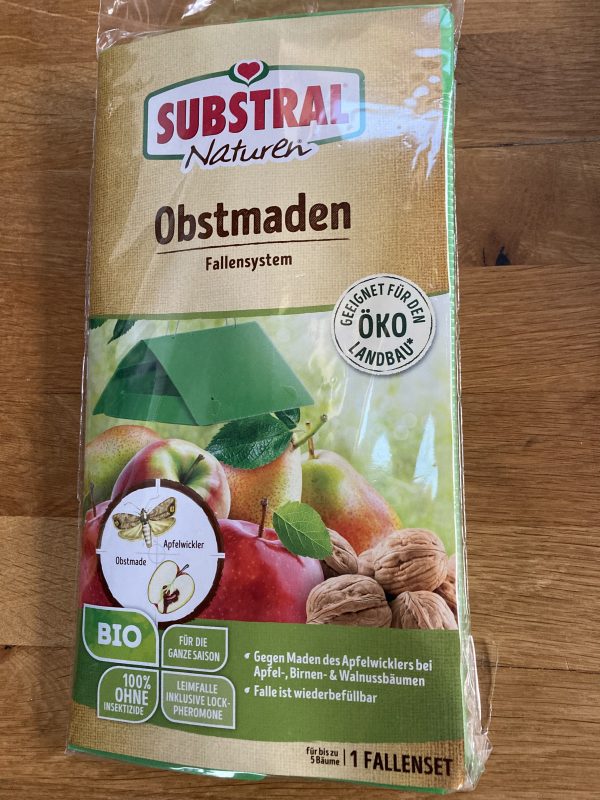 SUBSTRAL
Naturen
Obstmaden
Fallensystem
GEEIGNET FÜR DEN
ÖKO
LANDBAU*
Apfelwickler
Obstmade
BIO
FÜR DIE
GANZE SAISON
100%
OHNE
INSEKTIZIDE
LEIMFALLE
INKLUSIVE LOCK-
PHEROMONE
• Gegen Maden des Apfelwicklers bei
Apfel-, Birnen- & Walnussbäumen
• Falle ist wiederbefüllbar
für bis zu
5 Bäume
1 FALLENSET